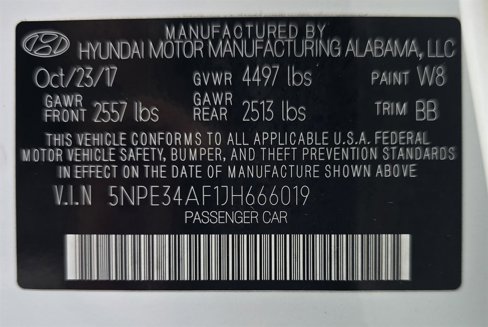 MANUFACTURED BY
HYUNDAI MOTOR MANUFACTURING ALABAMA, LLC
Oct/23/17 GVWR 4497 lbs PAINT W8
GAWR FRONT 2557 lbs GAWR REAR 2513 lbs TRIM BB
THIS VEHICLE CONFORMS TO ALL APPLICABLE U.S.A. FEDERAL
MOTOR VEHICLE SAFETY, BUMPER, AND THEFT PREVENTION STANDARDS
IN EFFECT ON THE DATE OF MANUFACTURE SHOWN ABOVE
V.I.N 5NPE34AF1JH666019
PASSENGER CAR